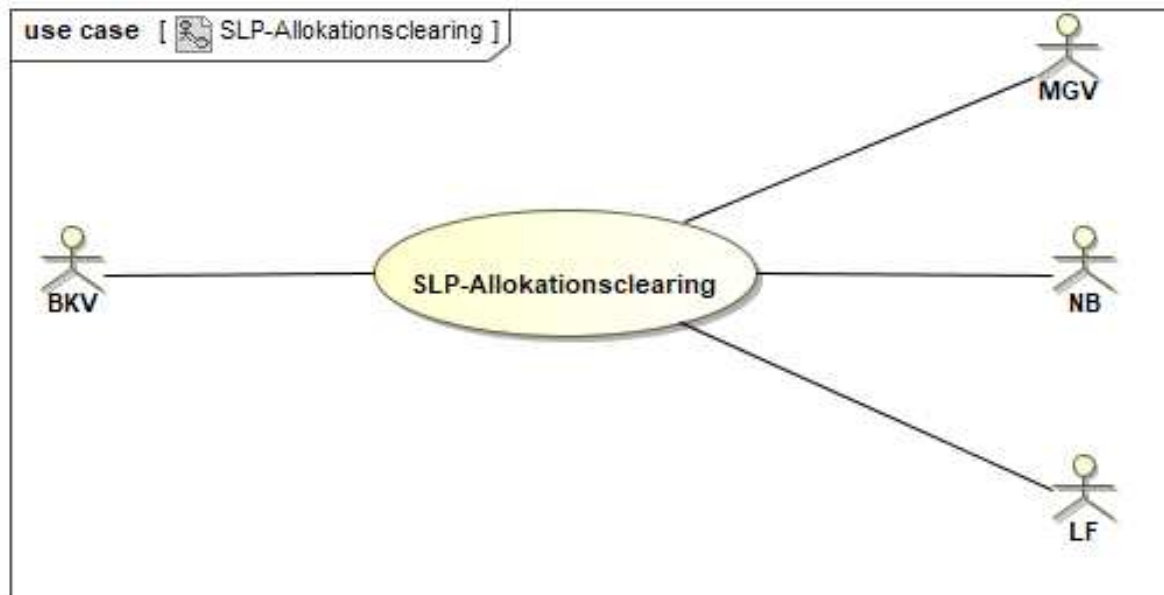 use case [ SLP-Allokationsclearing ]
MGV
BKV
SLP-Allokationsclearing
NB
LF